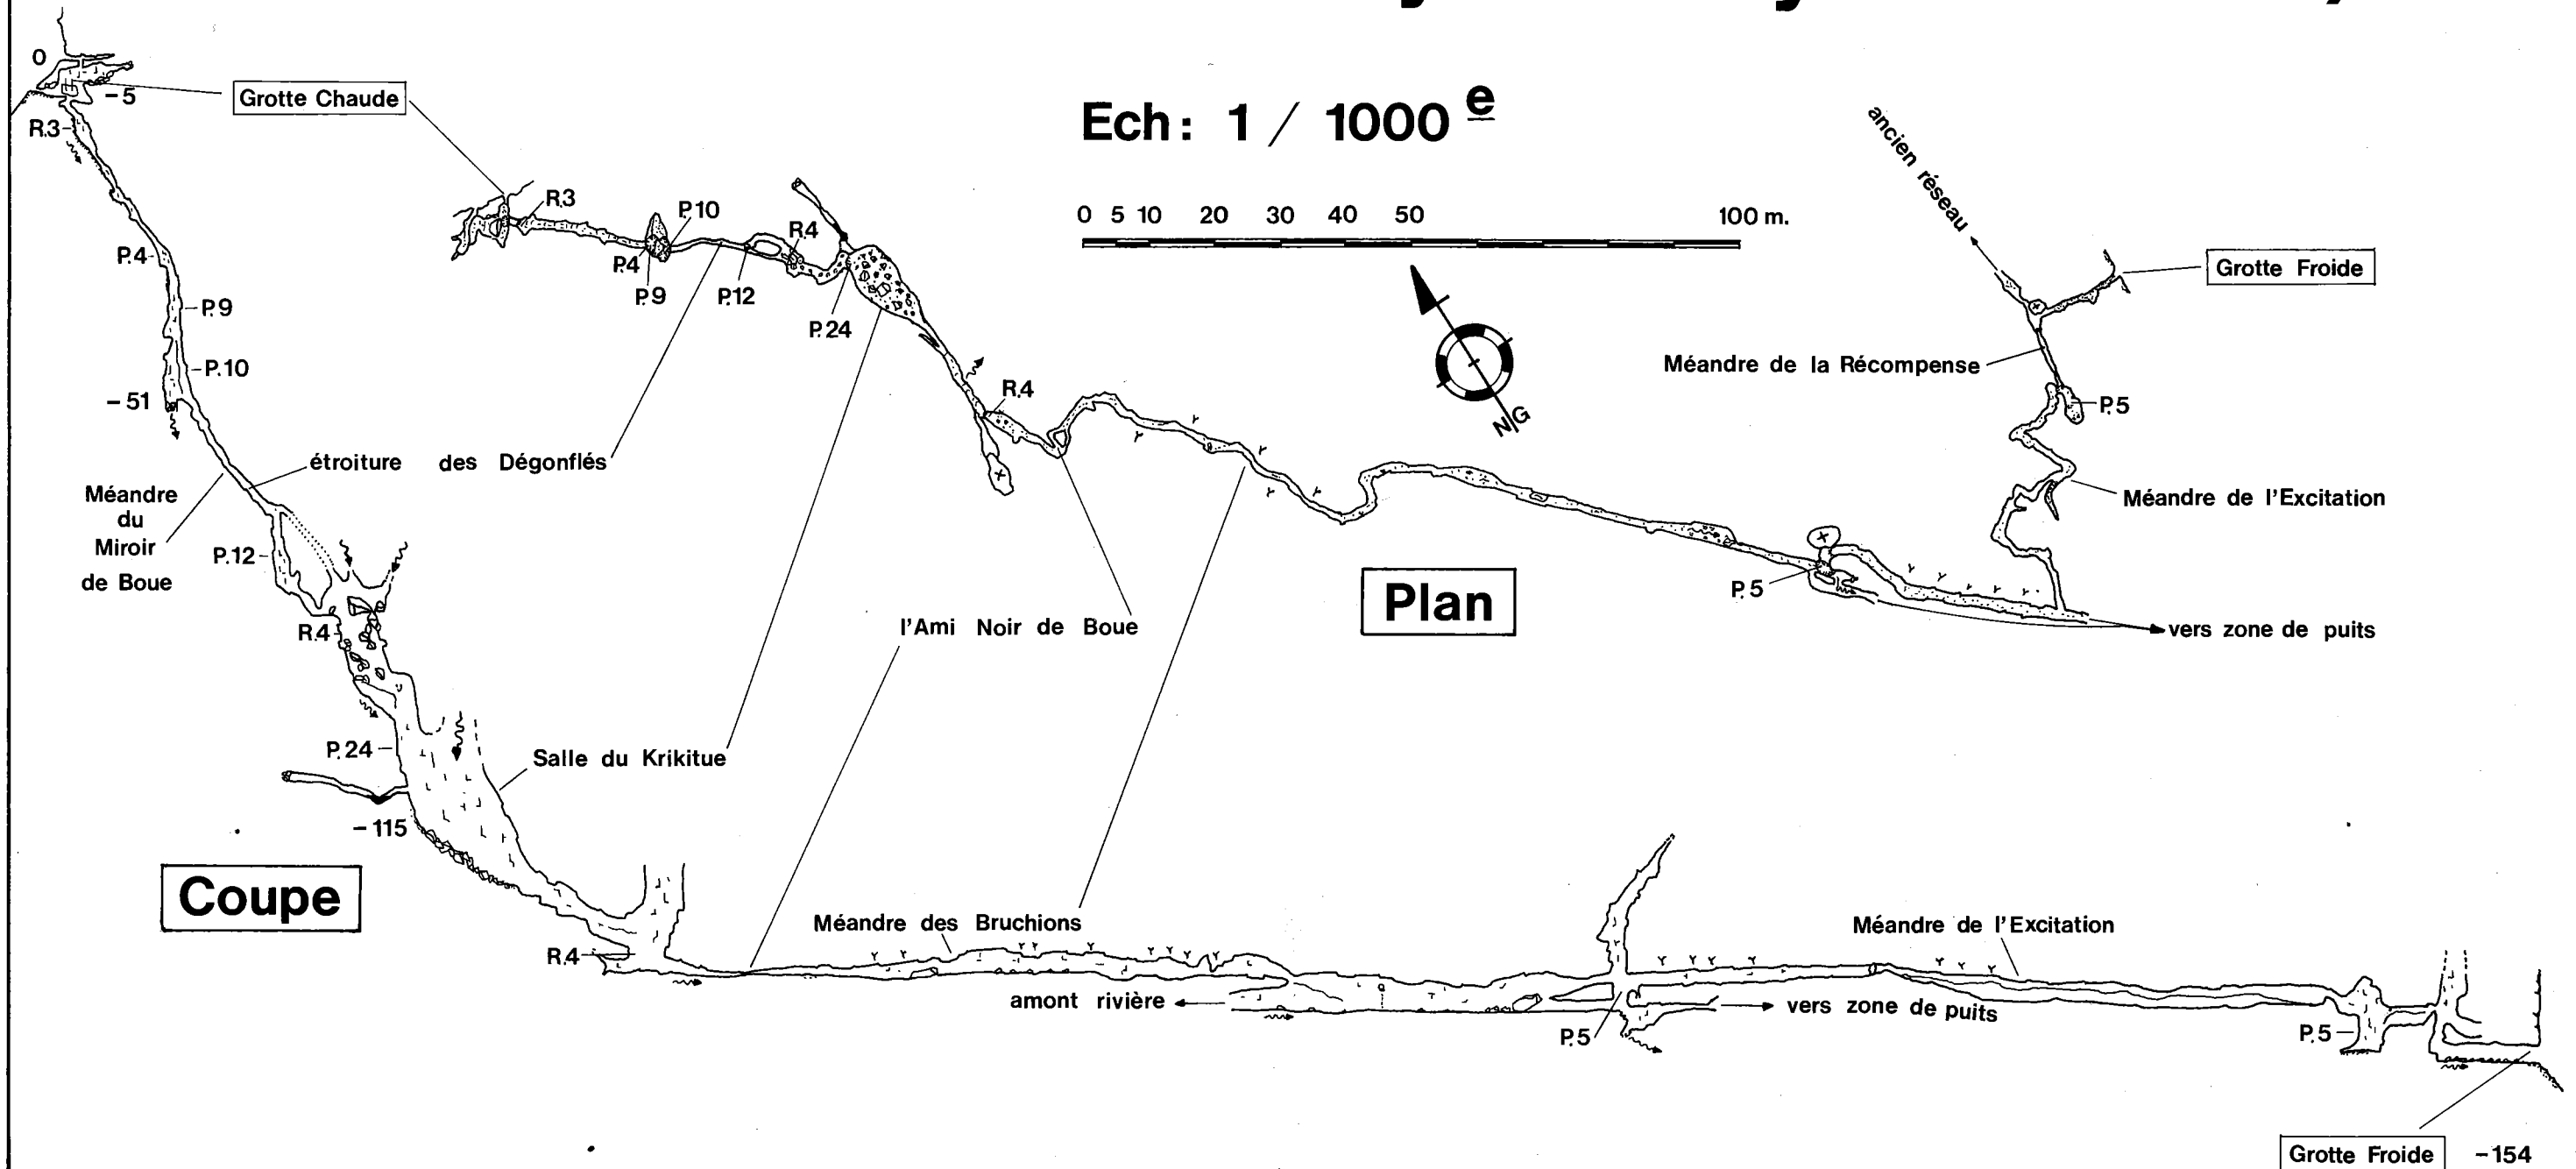 Ech: 1 / 1000 e
0 5 10 20 30 40 50 100 m.
N/G
0
-5
Grotte Chaude
R.3
P.4
P.9
P.10
-51
étroiture des Dégonflés
Méandre
du
Miroir
de Boue
P.12
R.4
P.24
Salle du Krikitue
-115
Coupe
R.4
l'Ami Noir de Boue
Méandre des Bruchions
amont rivière
P.5
vers zone de puits
Méandre de l'Excitation
P.5
Grotte Froide -154
R.3
P.10
P.4
P.9
P.12
R.4
P.24
R.4
Plan
P.5
vers zone de puits
ancien réseau
Grotte Froide
Méandre de la Récompense
P.5
Méandre de l'Excitation